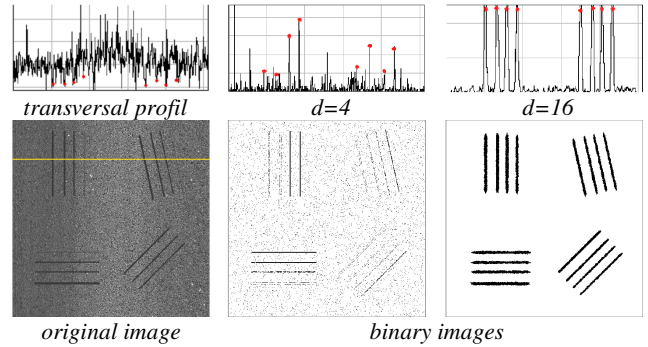 transversal profil
d=4
d=16
original image
binary images